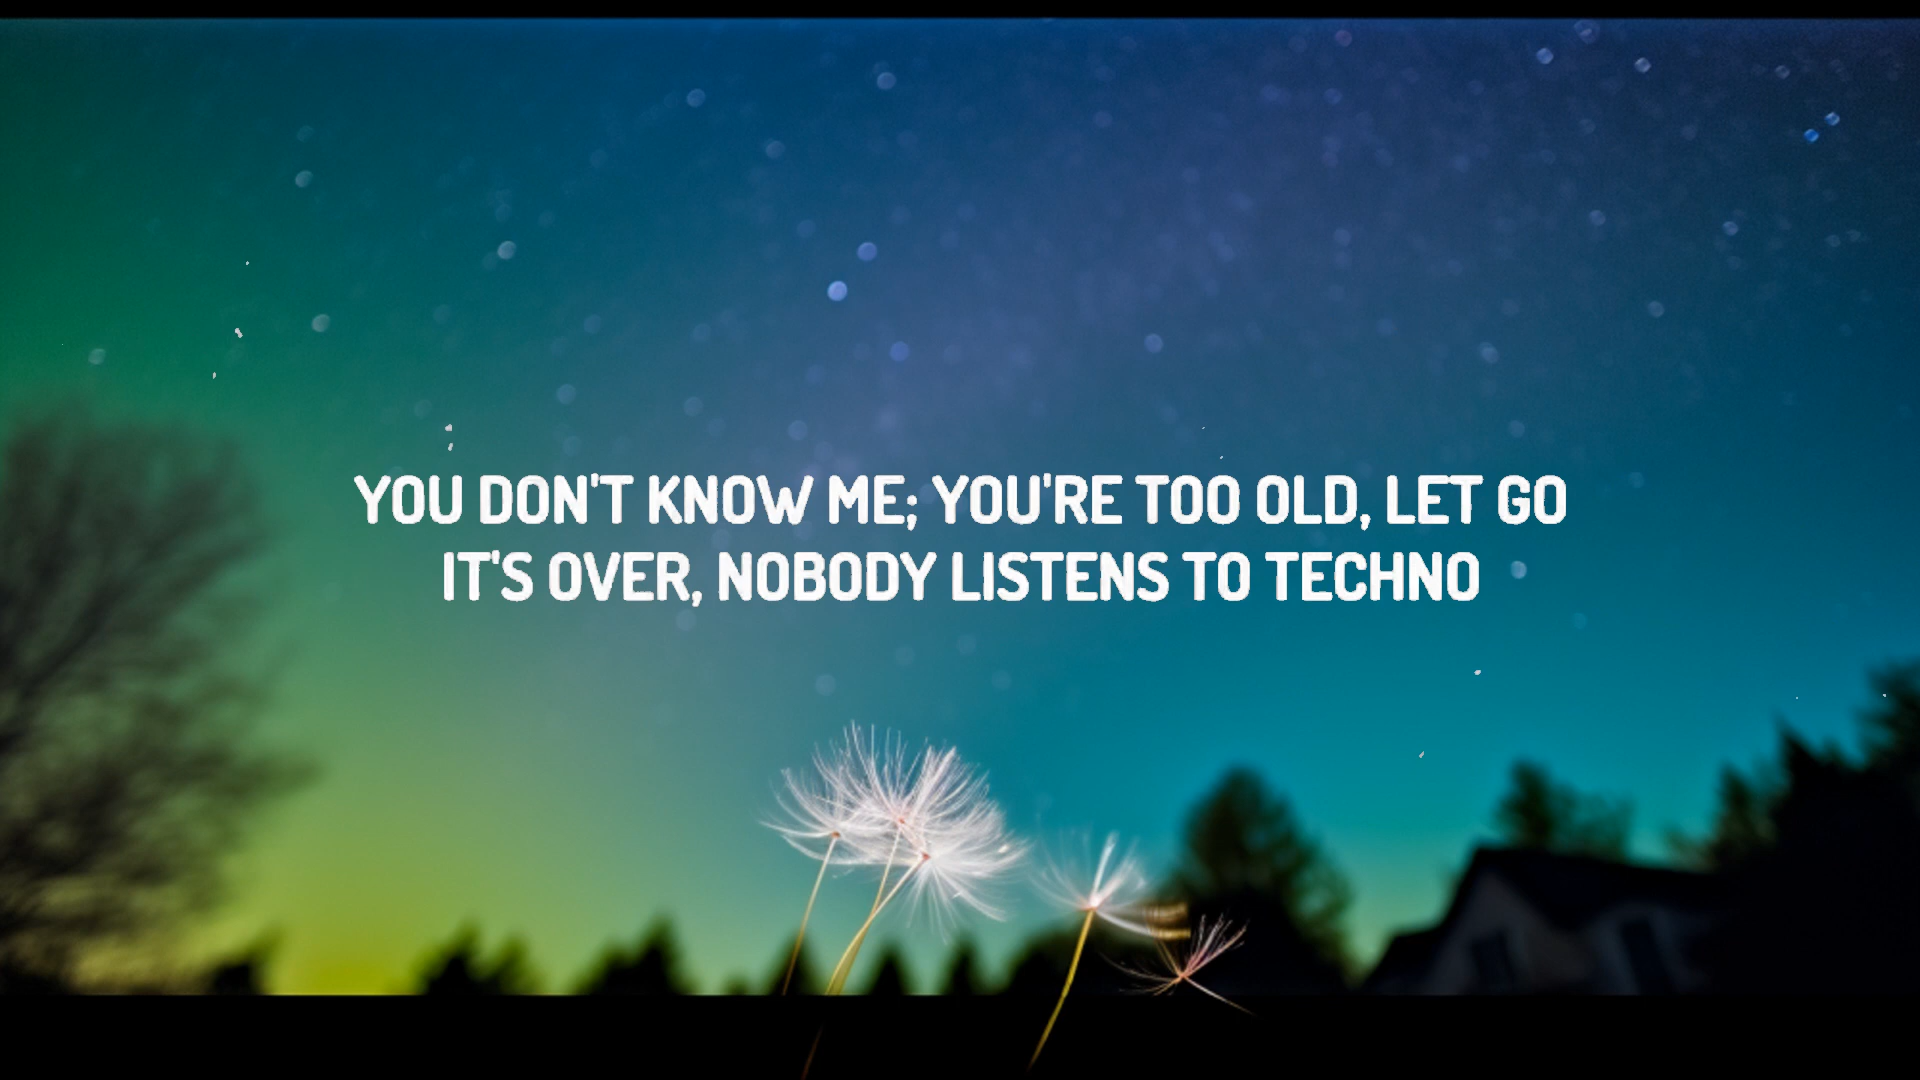 YOU DON'T KNOW ME; YOU'RE TOO OLD, LET GO
IT'S OVER, NOBODY LISTENS TO TECHNO